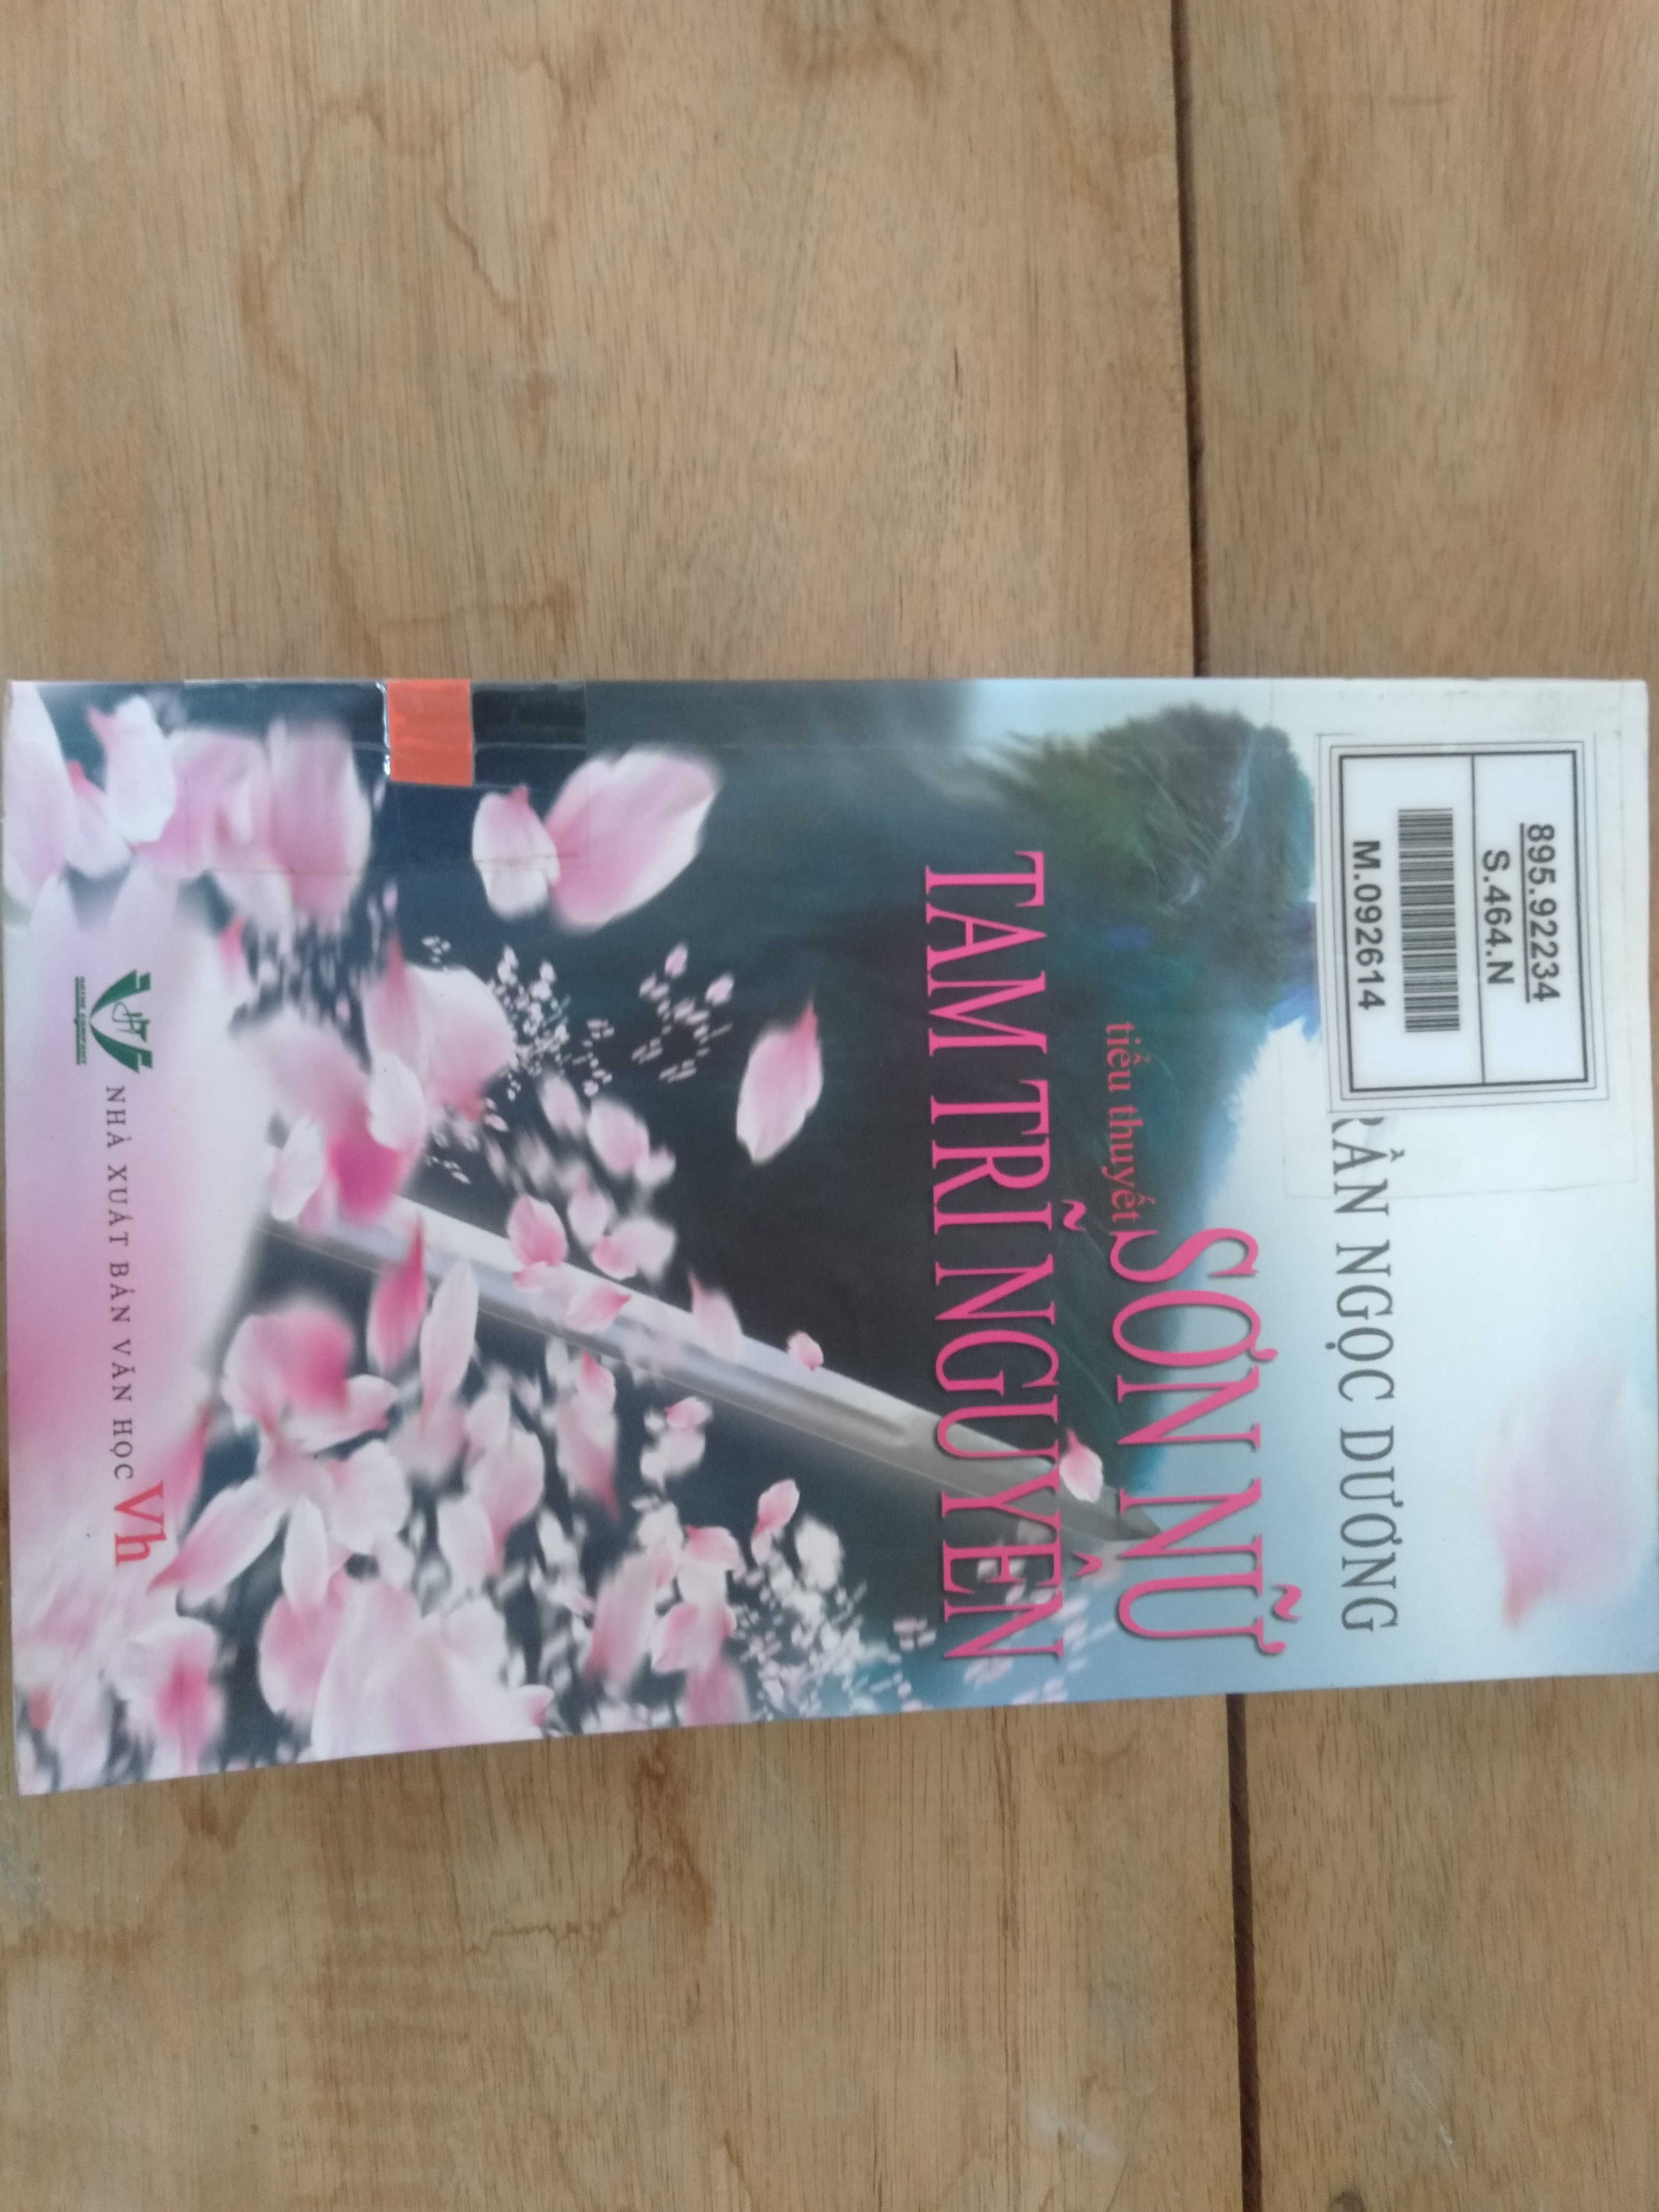 895.92234
S.464.N
M.092614
RẦN NGỌC DƯƠNG
SƠN NỮ
tiểu thuyết
TAM TRĨ NGUYÊN
HT
NHÀ XUẤT BẢN VĂN HỌC Vh